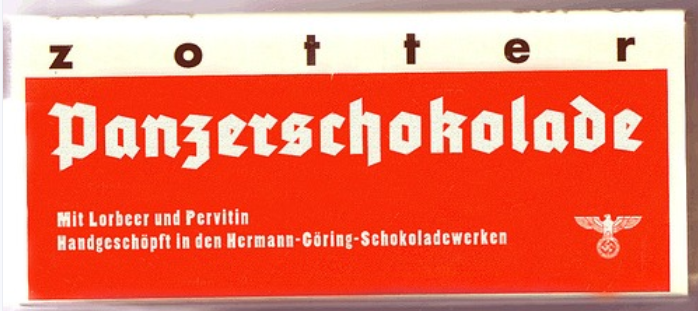 zotter
Panzerschokolade
Mit Lorbeer und Pervitin
Handgeschöpft in den Hermann-Göring-Schokoladewerken